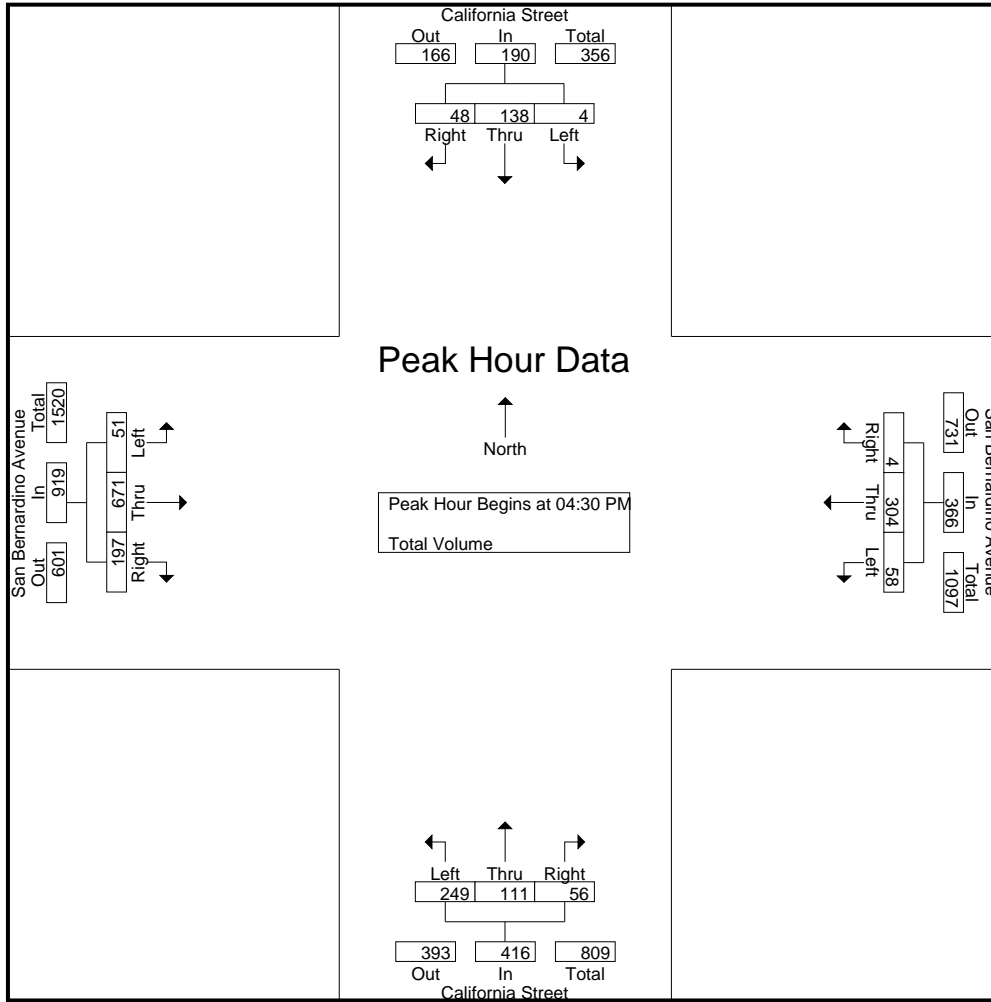 California Street
Out In Total
166 190 356
48 138 4
Right Thru Left
Peak Hour Data
North
Peak Hour Begins at 04:30 PM
Total Volume
San Bernardino Avenue
Total In Out
1520 919 601
51 671 197
Left Thru Right
San Bernardino Avenue
Out In Total
731 366 1097
4 304 58
Right Thru Left
Left Thru Right
249 111 56
393 416 809
Out In Total
California Street